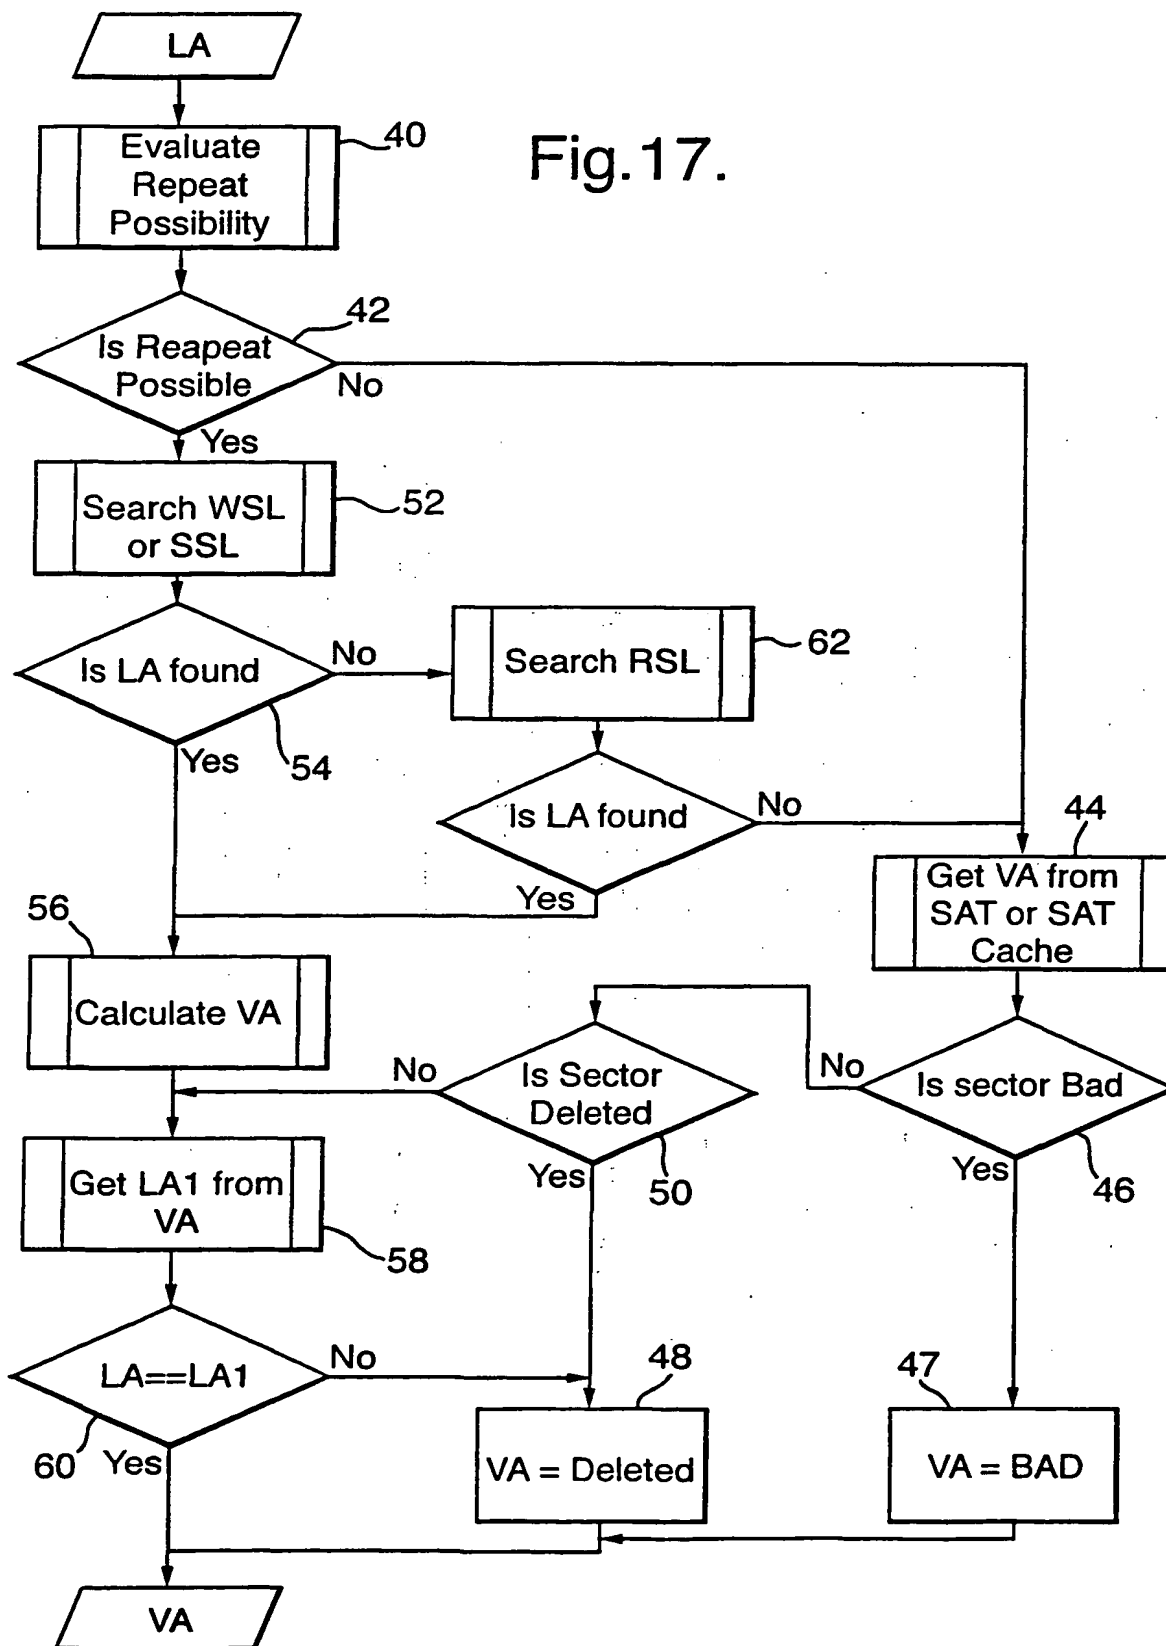 LA
Fig.17.
Evaluate
Repeat
Possibility
40
Is Reapeat
Possible
42
No
Yes
Search WSL
or SSL
52
Is LA found
No
54
Yes
Search RSL
62
Is LA found
No
Yes
44
Get VA from
SAT or SAT
Cache
56
Calculate VA
No
Is Sector
Deleted
50
Yes
No
Is sector Bad
46
Yes
Get LA1 from
VA
58
LA==LA1
No
60
Yes
48
VA = Deleted
47
VA = BAD
VA